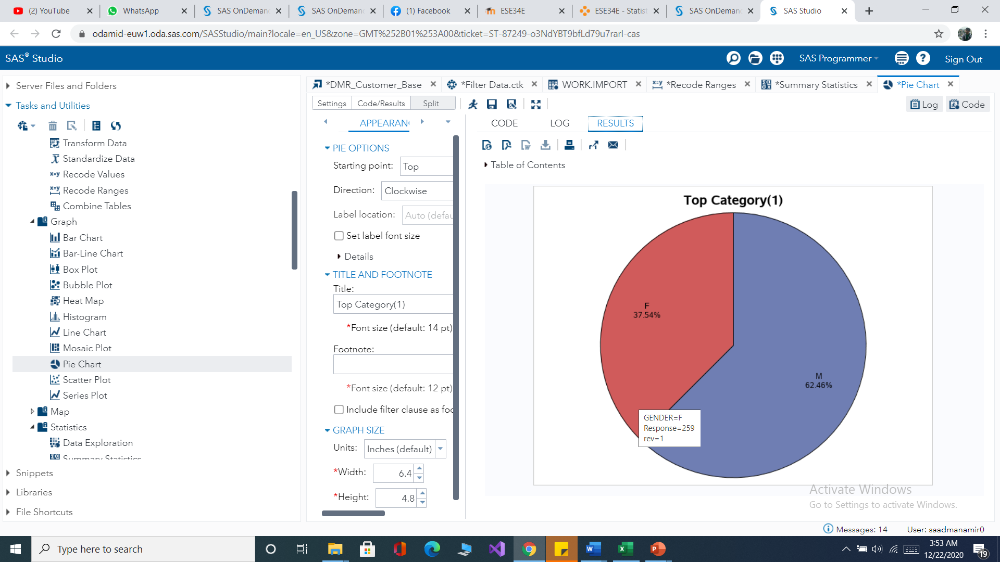 (2) YouTube
WhatsApp
SAS OnDeman
SAS OnDeman
(1) Facebook
ESE34E
ESE34E - Statist
SAS OnDeman
SAS Studio
odamid-euw1.oda.sas.com/SASStudio/main?locale=en_US&zone=GMT%252B01%253A00&ticket=ST-87249-o3NdYBT9bfLd79u7rarI-cas
SAS® Studio
SAS Programmer
Sign Out
Server Files and Folders
Tasks and Utilities
Transform Data
Standardize Data
Recode Values
Recode Ranges
Combine Tables
Graph
Bar Chart
Bar-Line Chart
Box Plot
Bubble Plot
Heat Map
Histogram
Line Chart
Mosaic Plot
Pie Chart
Scatter Plot
Series Plot
Map
Statistics
Data Exploration
Summary Statistics
Snippets
Libraries
File Shortcuts
*DMR_Customer_Base
*Filter Data.ctk
WORK.IMPORT
*Recode Ranges
*Summary Statistics
*Pie Chart
Settings
Code/Results
Split
Log
Code
APPEARAN
CODE
LOG
RESULTS
PIE OPTIONS
Starting point: Top
Direction: Clockwise
Label location: Auto (defau
Set label font size
Details
TITLE AND FOOTNOTE
Title:
Top Category(1)
*Font size (default: 14 pt)
Footnote:
*Font size (default: 12 pt)
Include filter clause as foo
GRAPH SIZE
Units: Inches (default)
*Width: 6.4
*Height: 4.8
Table of Contents
Top Category(1)
F
37.54%
M
62.46%
GENDER=F
Response=259
rev=1
Activate Windows
Go to Settings to activate Windows.
Messages: 14
User: saadmanamir0
Type here to search
3:53 AM
12/22/2020
19